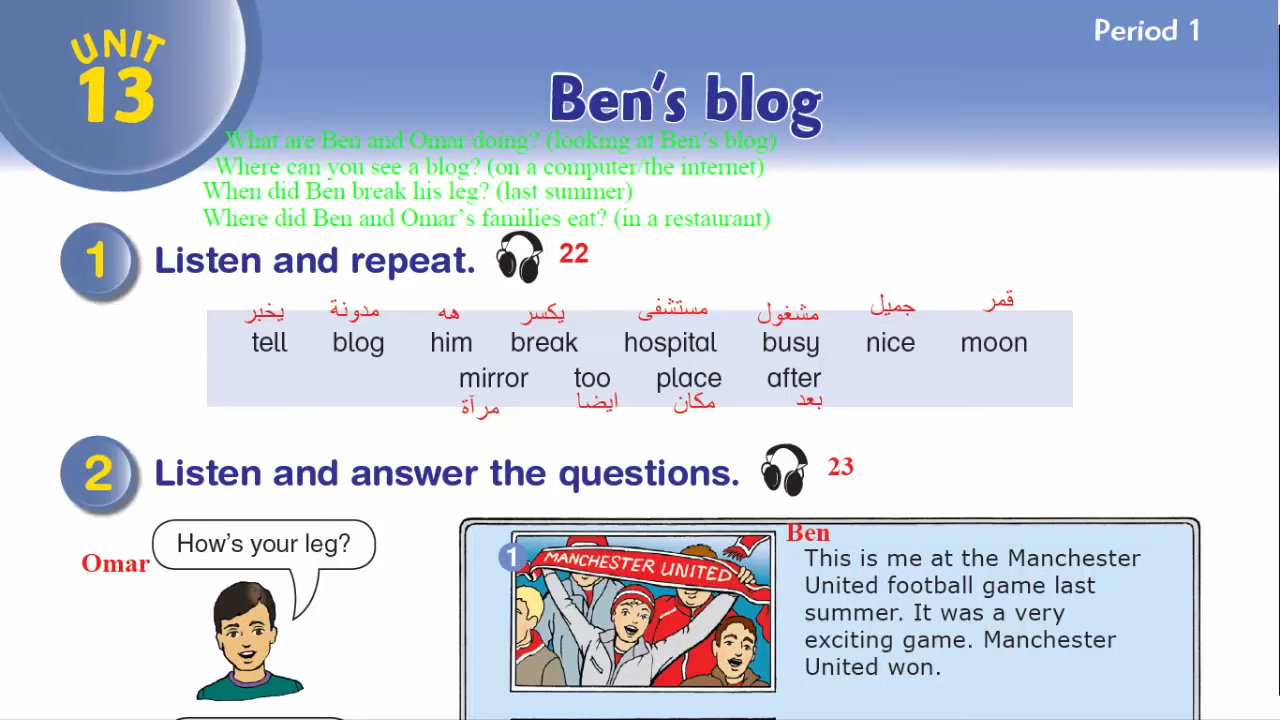 UNIT
13
Period 1
Ben's blog
What are Ben and Omar doing? (looking at Ben's blog)
Where can you see a blog? (on a computer/the internet)
When did Ben break his leg? (last summer)
Where did Ben and Omar's families eat? (in a restaurant)
1 Listen and repeat. 22
يخبر مدونة هه يكسر مستشفى مشغول جميل قمر
tell blog him break hospital busy nice moon
mirror too place after
مرآة ايضا مكان بعد
2 Listen and answer the questions. 23
Omar
How's your leg?
1
MANCHESTER UNITED
Ben
This is me at the Manchester
United football game last
summer. It was a very
exciting game. Manchester
United won.